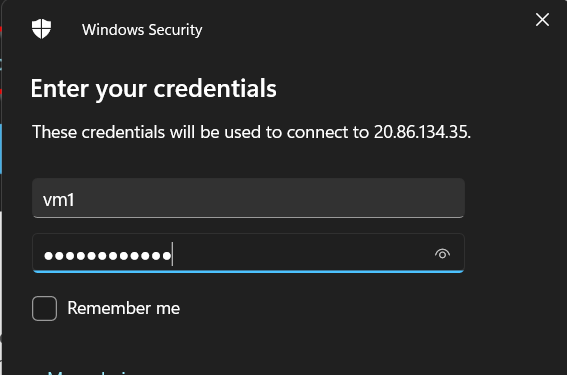 Windows Security
Enter your credentials
These credentials will be used to connect to 20.86.134.35.
vm1
●●●●●●●●●●●●
Remember me